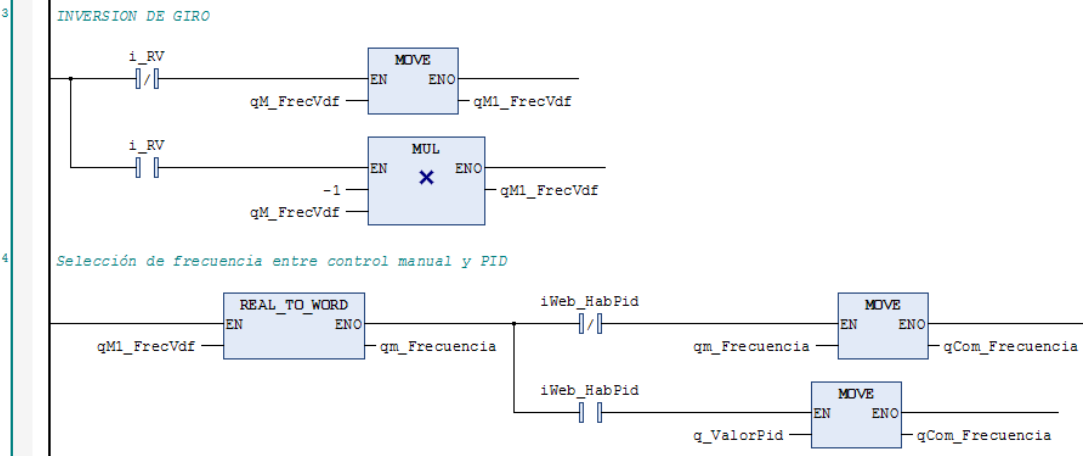 3
INVERSION DE GIRO
i_RV
MOVE
EN ENO
qM_FrecVdf qM1_FrecVdf
i_RV
MUL
EN ENO
-1 qM1_FrecVdf
qM_FrecVdf
4
Selección de frecuencia entre control manual y PID
REAL_TO_WORD
EN ENO
qM1_FrecVdf qm_Frecuencia
iWeb_HabPid
MOVE
EN ENO
qm_Frecuencia qCom_Frecuencia
iWeb_HabPid
MOVE
EN ENO
q_ValorPid qCom_Frecuencia